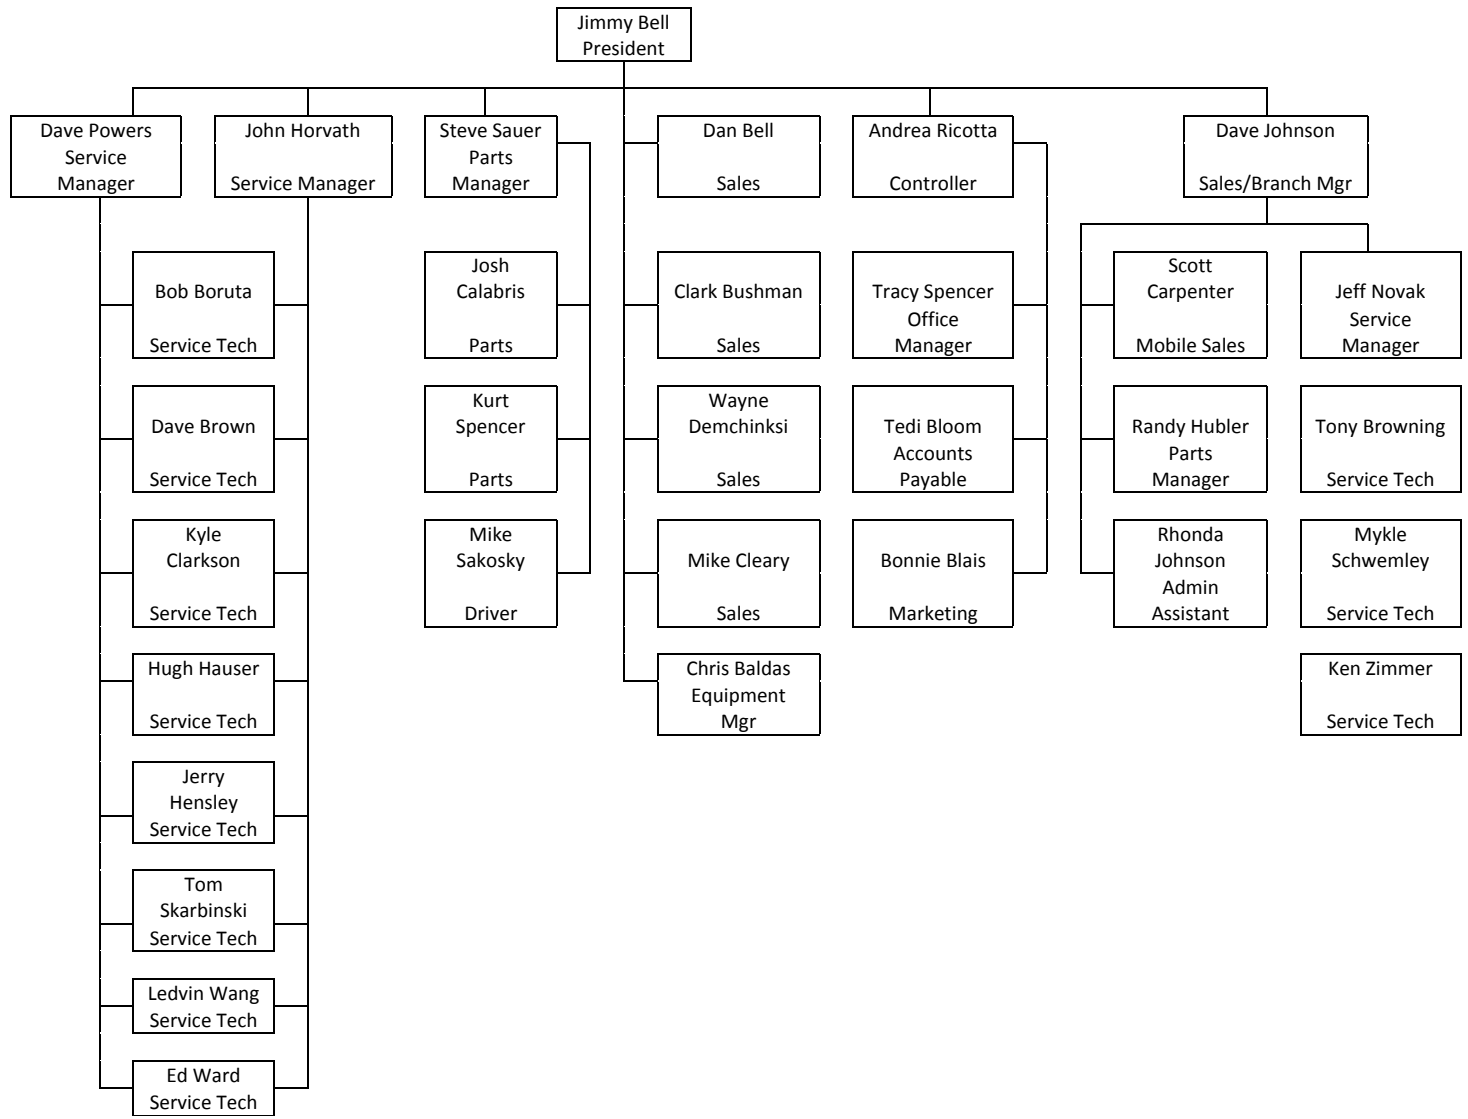 Jimmy Bell
President
Dave Powers
Service
Manager
John Horvath
Service Manager
Steve Sauer
Parts
Manager
Dan Bell
Sales
Andrea Ricotta
Controller
Dave Johnson
Sales/Branch Mgr
Bob Boruta
Service Tech
Josh
Calabris
Parts
Clark Bushman
Sales
Tracy Spencer
Office
Manager
Scott
Carpenter
Mobile Sales
Jeff Novak
Service
Manager
Dave Brown
Service Tech
Kurt
Spencer
Parts
Wayne
Demchinksi
Sales
Tedi Bloom
Accounts
Payable
Randy Hubler
Parts
Manager
Tony Browning
Service Tech
Kyle
Clarkson
Service Tech
Mike
Sakosky
Driver
Mike Cleary
Sales
Bonnie Blais
Marketing
Rhonda
Johnson
Admin
Assistant
Mykle
Schwemley
Service Tech
Hugh Hauser
Service Tech
Chris Baldas
Equipment
Mgr
Ken Zimmer
Service Tech
Jerry
Hensley
Service Tech
Tom
Skarbinski
Service Tech
Ledvin Wang
Service Tech
Ed Ward
Service Tech